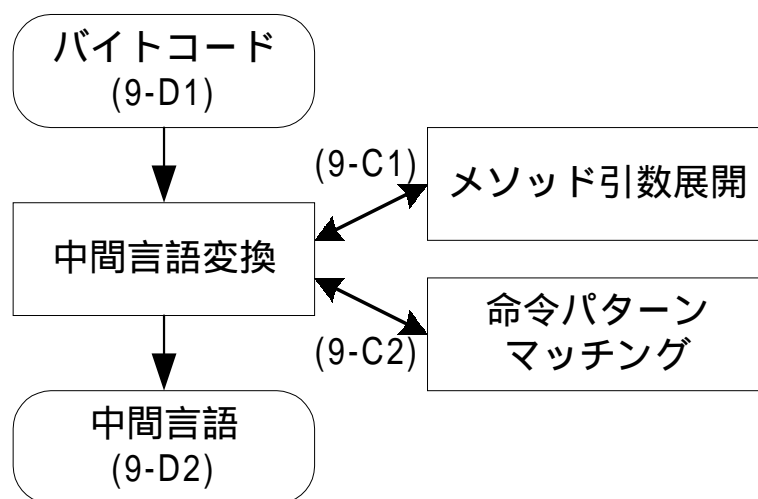 バイトコード
(9-D1)
(9-C1)
メソッド引数展開
中間言語変換
命令パターン
マッチング
(9-C2)
中間言語
(9-D2)